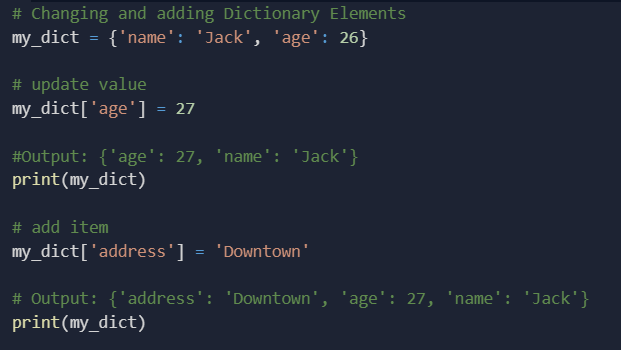 # Changing and adding Dictionary Elements
my_dict = {'name': 'Jack', 'age': 26}
# update value
my_dict['age'] = 27
#Output: {'age': 27, 'name': 'Jack'}
print(my_dict)
# add item
my_dict['address'] = 'Downtown'
# Output: {'address': 'Downtown', 'age': 27, 'name': 'Jack'}
print(my_dict)